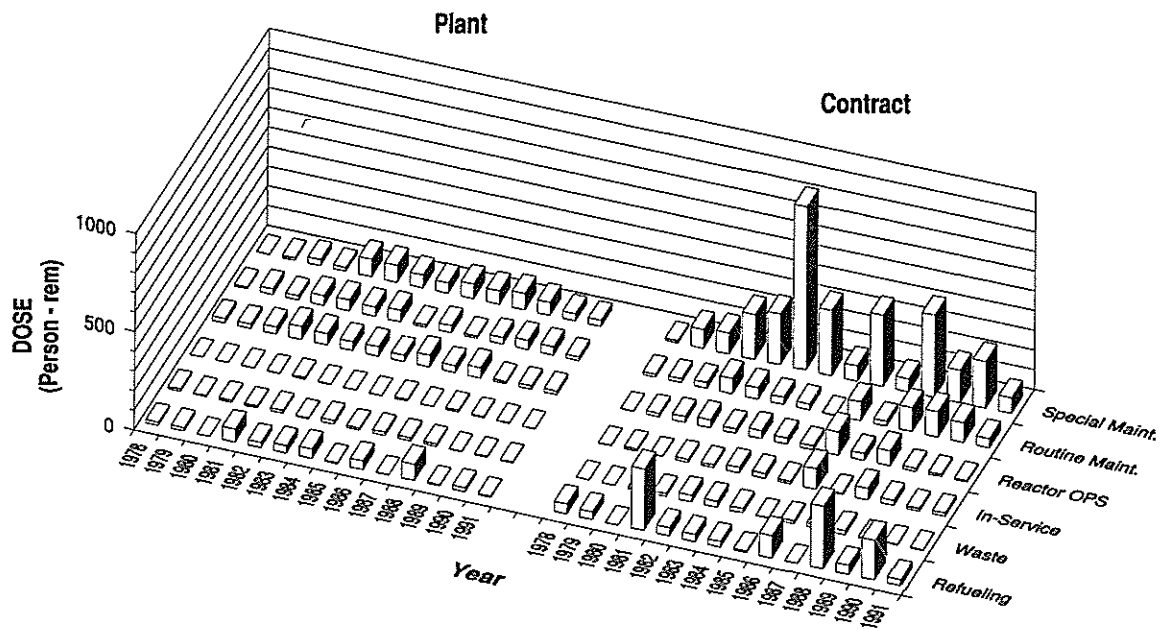 Plant
Contract
DOSE
(Person - rem)
1000
500
0
1978
1979
1980
1981
1982
1983
1984
1985
1986
1987
1988
1989
1990
1991
1978
1979
1980
1981
1982
1983
1984
1985
1986
1987
1988
1989
1990
1991
Year
Special Maint.
Routine Maint.
Reactor OPS
In-Service
Waste
Refueling